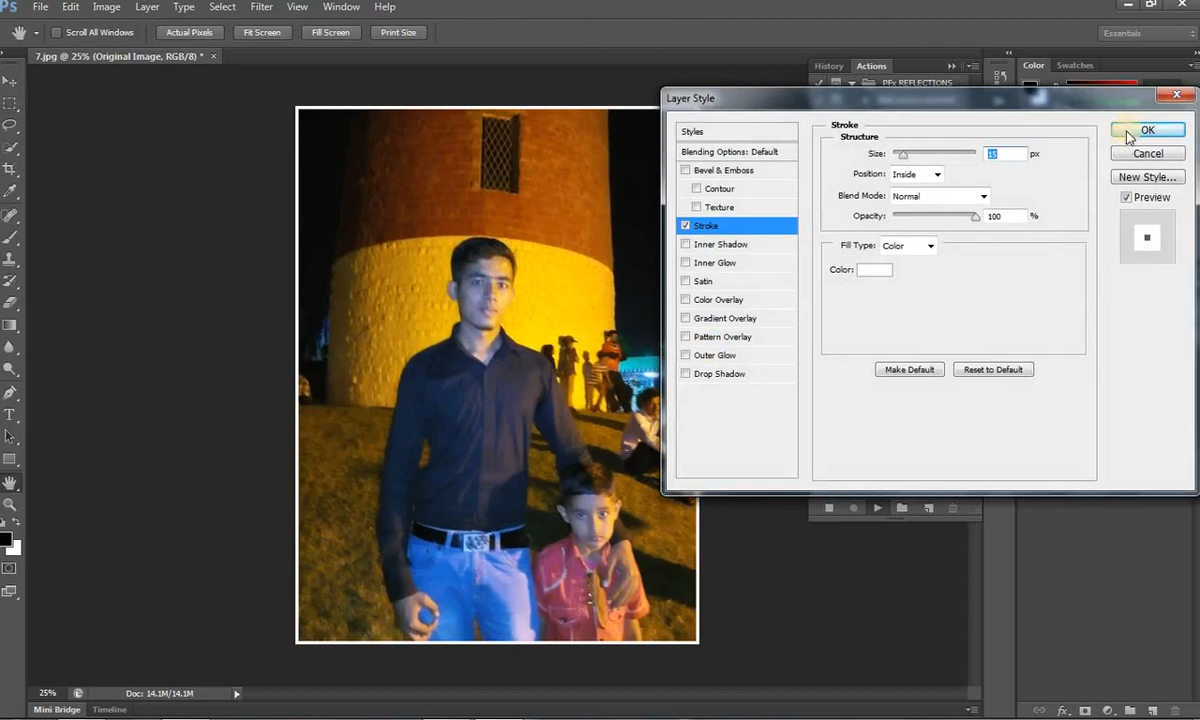 Ps File Edit Image Layer Type Select Filter View Window Help
Scroll All Windows Actual Pixels Fit Screen Fill Screen Print Size Essentials
7.jpg @ 25% (Original Image, RGB/8) * ×
History Actions
Color Swatches
PFx REFLECTIONS
Layer Style
Styles
Blending Options: Default
Bevel & Emboss
Contour
Texture
Stroke
Inner Shadow
Inner Glow
Satin
Color Overlay
Gradient Overlay
Pattern Overlay
Outer Glow
Drop Shadow
Stroke
Structure
Size: 15 px
Position: Inside
Blend Mode: Normal
Opacity: 100 %
Fill Type: Color
Color:
Make Default Reset to Default
OK
Cancel
New Style...
Preview
25% Doc: 14.1M/14.1M
Mini Bridge Timeline